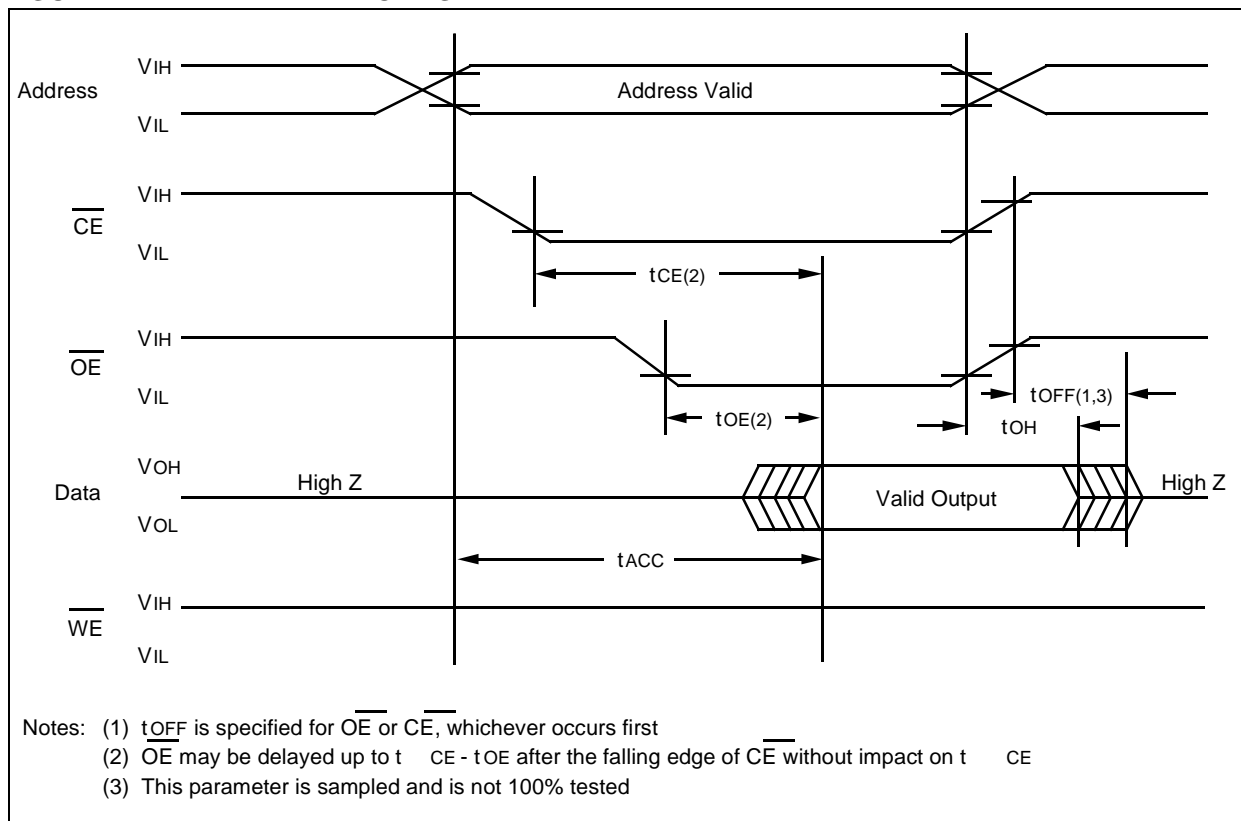 VIH
Address
Address Valid
VIL
VIH
CE
VIL
tCE(2)
VIH
OE
VIL
tOFF(1,3)
tOE(2)
tOH
VOH
Data
High Z
Valid Output
High Z
VOL
tACC
VIH
WE
VIL
Notes: (1) tOFF is specified for OE or CE, whichever occurs first
(2) OE may be delayed up to t CE - tOE after the falling edge of CE without impact on t CE
(3) This parameter is sampled and is not 100% tested